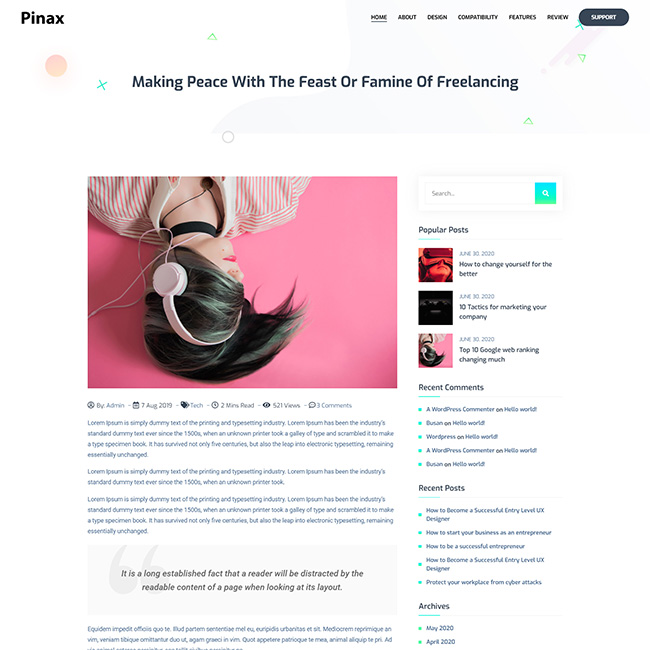 Pinax
HOME ABOUT DESIGN COMPATIBILITY FEATURES REVIEW SUPPORT
Making Peace With The Feast Or Famine Of Freelancing
By: Admin - 7 Aug 2019 - Tech - 2 Mins Read - 521 Views - 3 Comments
Lorem Ipsum is simply dummy text of the printing and typesetting industry. Lorem Ipsum has been the industry's
standard dummy text ever since the 1500s, when an unknown printer took a galley of type and scrambled it to make
a type specimen book. It has survived not only five centuries, but also the leap into electronic typesetting, remaining
essentially unchanged.
Lorem Ipsum is simply dummy text of the printing and typesetting industry. Lorem Ipsum has been the industry's
standard dummy text ever since the 1500s, when an unknown printer took.
Lorem Ipsum is simply dummy text of the printing and typesetting industry. Lorem Ipsum has been the industry's
standard dummy text ever since the 1500s, when an unknown printer took a galley of type and scrambled it to make
a type specimen book. It has survived not only five centuries, but also the leap into electronic typesetting, remaining
essentially unchanged.
It is a long established fact that a reader will be distracted by the
readable content of a page when looking at its layout.
Equidem impedit officiis quo te. Illud partem sententiae mel eu, euripidis urbanitas et sit. Mediocrem reprimique an
vim, veniam tibique omittantur duo ut, agam graeci in vim. Quot appetere patrioque te mea, animal aliquip te pri. Ad
Search...
Popular Posts
JUNE 30, 2020
How to change yourself for the
better
JUNE 30, 2020
10 Tactics for marketing your
company
JUNE 30, 2020
Top 10 Google web ranking
changing much
Recent Comments
A WordPress Commenter on Hello world!
Busan on Hello world!
Wordpress on Hello world!
A WordPress Commenter on Hello world!
Busan on Hello world!
Recent Posts
How to Become a Successful Entry Level UX
Designer
How to start your business as an entrepreneur
How to be a successful entrepreneur
How to Become a Successful Entry Level UX
Designer
Protect your workplace from cyber attacks
Archives
May 2020
April 2020